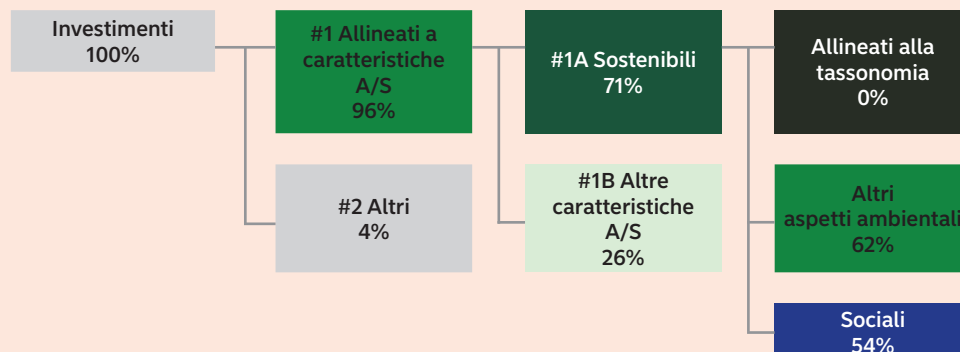 Investimenti
100%
#1 Allineati a
caratteristiche
A/S
96%
#1A Sostenibili
71%
Allineati alla
tassonomia
0%
#2 Altri
4%
#1B Altre
caratteristiche
A/S
26%
Altri
aspetti ambientali
62%
Sociali
54%